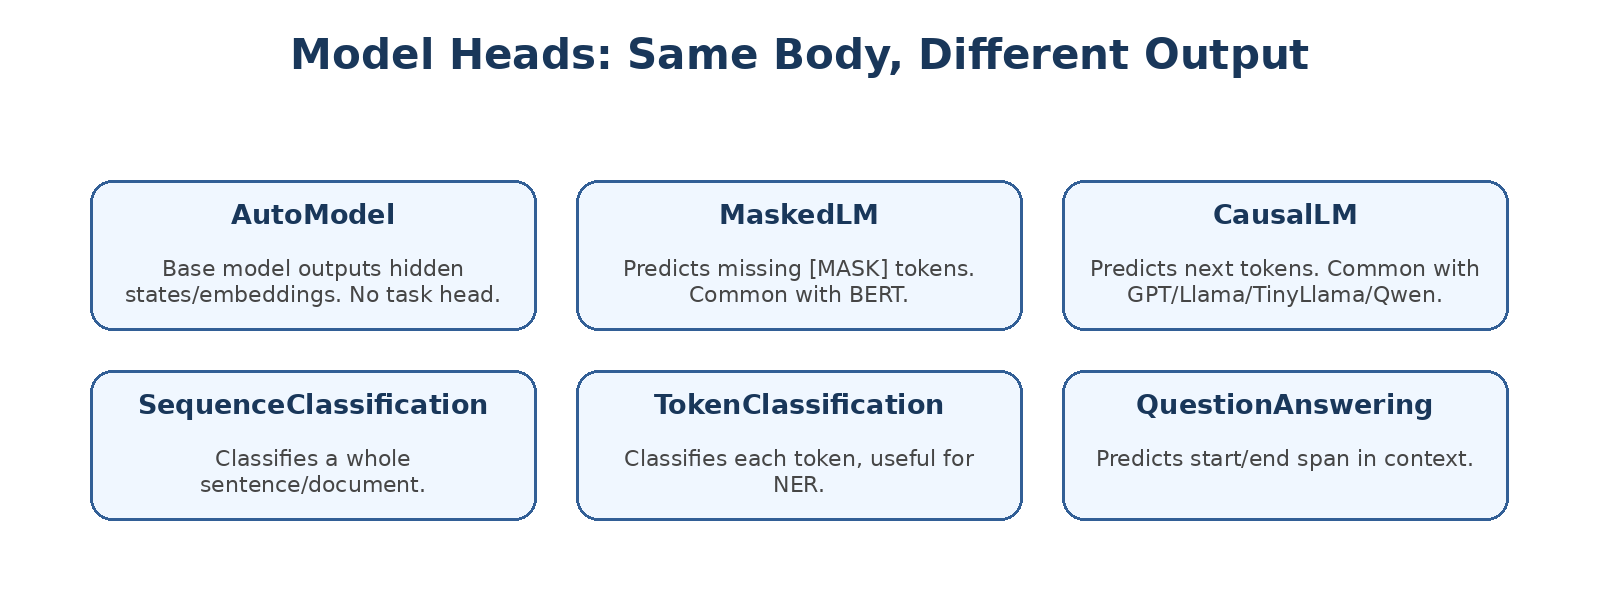 Model Heads: Same Body, Different Output
AutoModel
Base model outputs hidden
states/embeddings. No task head.
MaskedLM
Predicts missing [MASK] tokens.
Common with BERT.
CausalLM
Predicts next tokens. Common with
GPT/Llama/TinyLlama/Qwen.
SequenceClassification
Classifies a whole
sentence/document.
TokenClassification
Classifies each token, useful for
NER.
QuestionAnswering
Predicts start/end span in context.